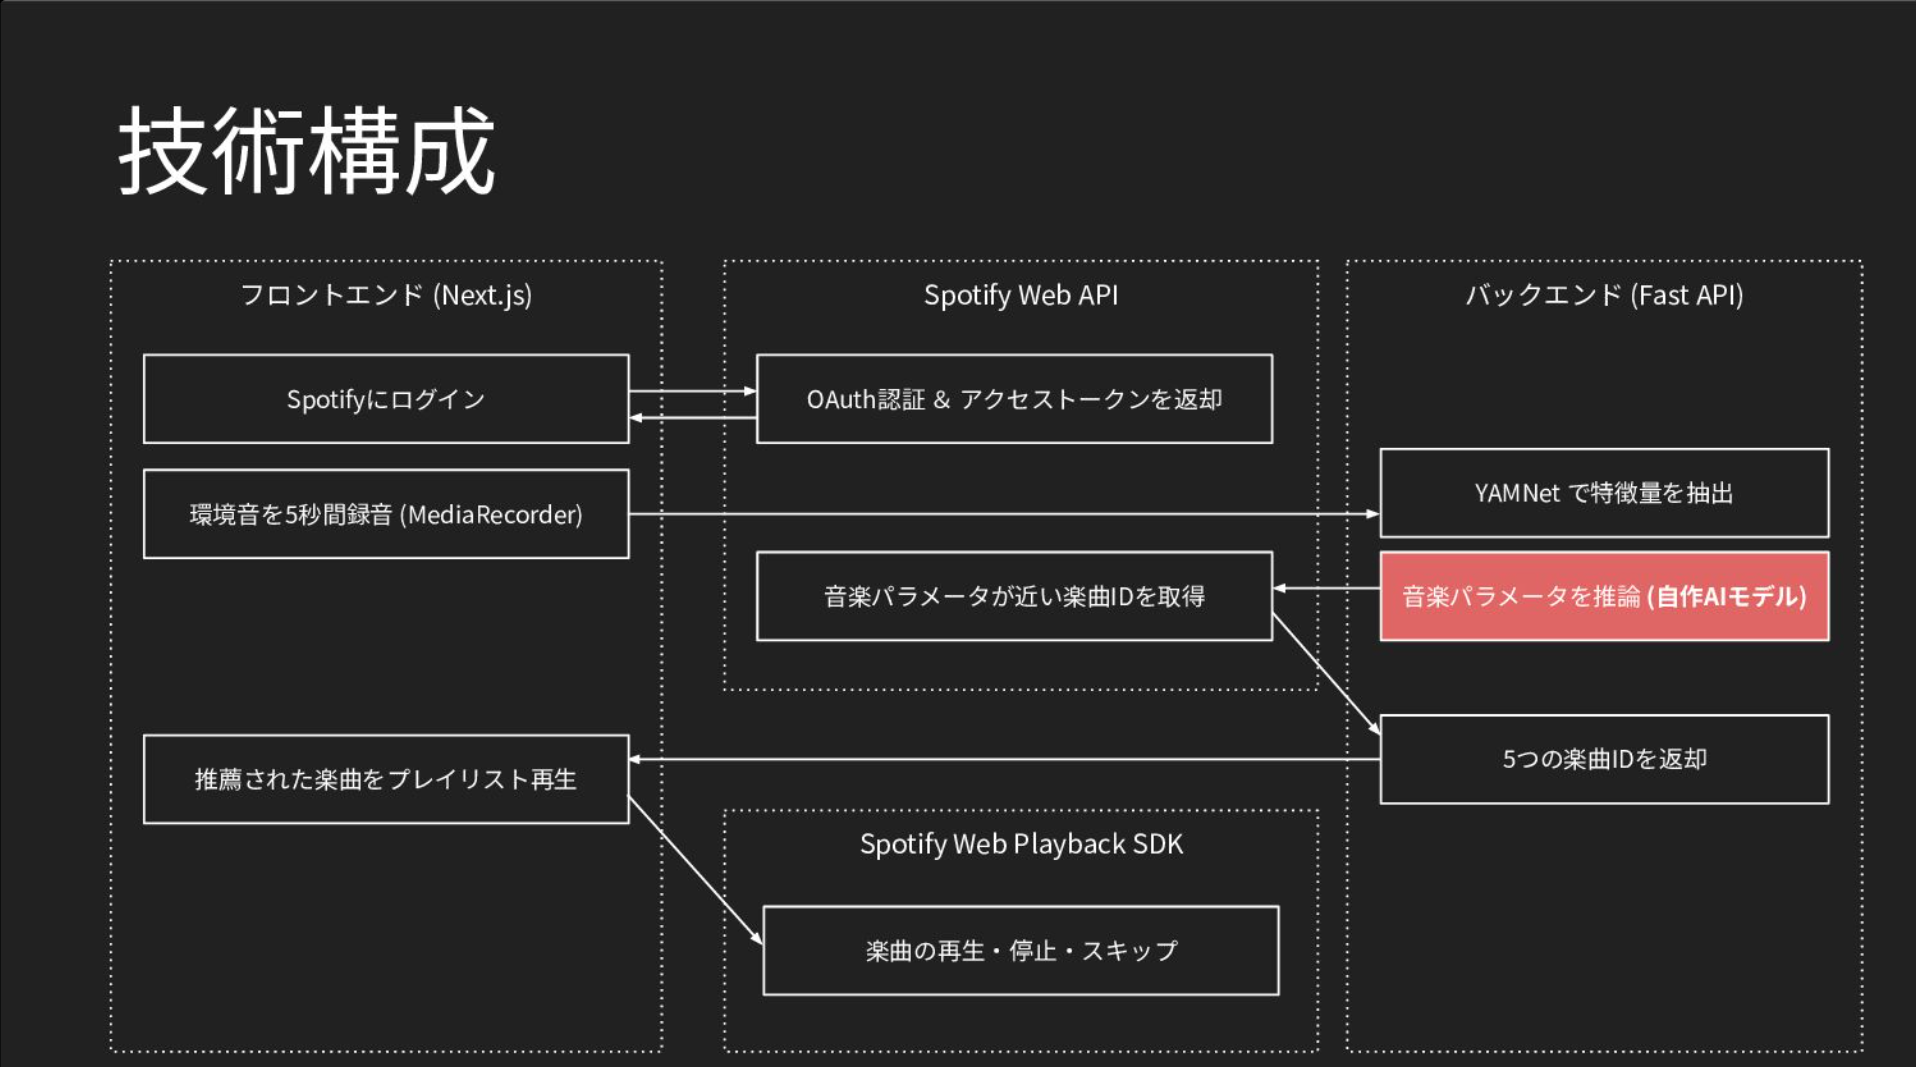 技術構成
フロントエンド (Next.js)
Spotifyにログイン
環境音を5秒間録音 (MediaRecorder)
推薦された楽曲をプレイリスト再生
Spotify Web API
OAuth認証 & アクセストークンを返却
音楽パラメータが近い楽曲IDを取得
Spotify Web Playback SDK
楽曲の再生・停止・スキップ
バックエンド (Fast API)
YAMNet で特徴量を抽出
音楽パラメータを推論 (自作AIモデル)
5つの楽曲IDを返却